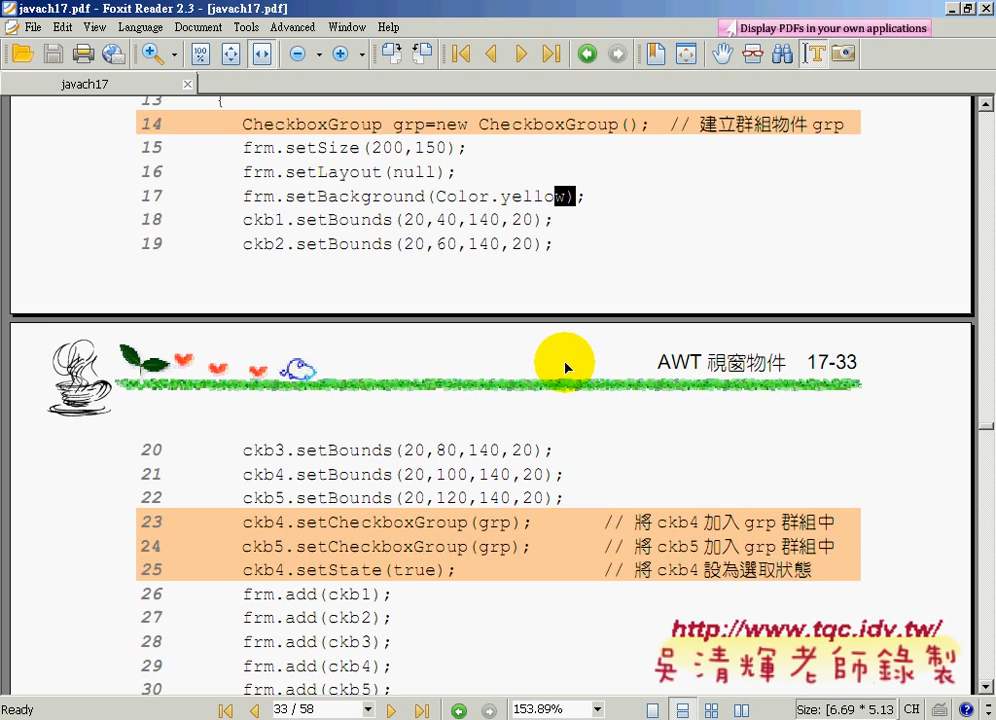 javach17.pdf - Foxit Reader 2.3 - [javach17.pdf]
File Edit View Language Document Tools Advanced Window Help
Display PDFs in your own applications
javach17
13 {
14 CheckboxGroup grp=new CheckboxGroup(); // 建立群組物件 grp
15 frm.setSize(200,150);
16 frm.setLayout(null);
17 frm.setBackground(Color.yellow);
18 ckb1.setBounds(20,40,140,20);
19 ckb2.setBounds(20,60,140,20);
AWT 視窗物件 17-33
20 ckb3.setBounds(20,80,140,20);
21 ckb4.setBounds(20,100,140,20);
22 ckb5.setBounds(20,120,140,20);
23 ckb4.setCheckboxGroup(grp); // 將 ckb4 加入 grp 群組中
24 ckb5.setCheckboxGroup(grp); // 將 ckb5 加入 grp 群組中
25 ckb4.setState(true); // 將 ckb4 設為選取狀態
26 frm.add(ckb1);
27 frm.add(ckb2);
28 frm.add(ckb3);
29 frm.add(ckb4);
30 frm.add(ckb5);
http://www.tqc.idv.tw/
吳清輝老師錄製
Ready 33 / 58 153.89% Size: [6.69 * 5.13 CH